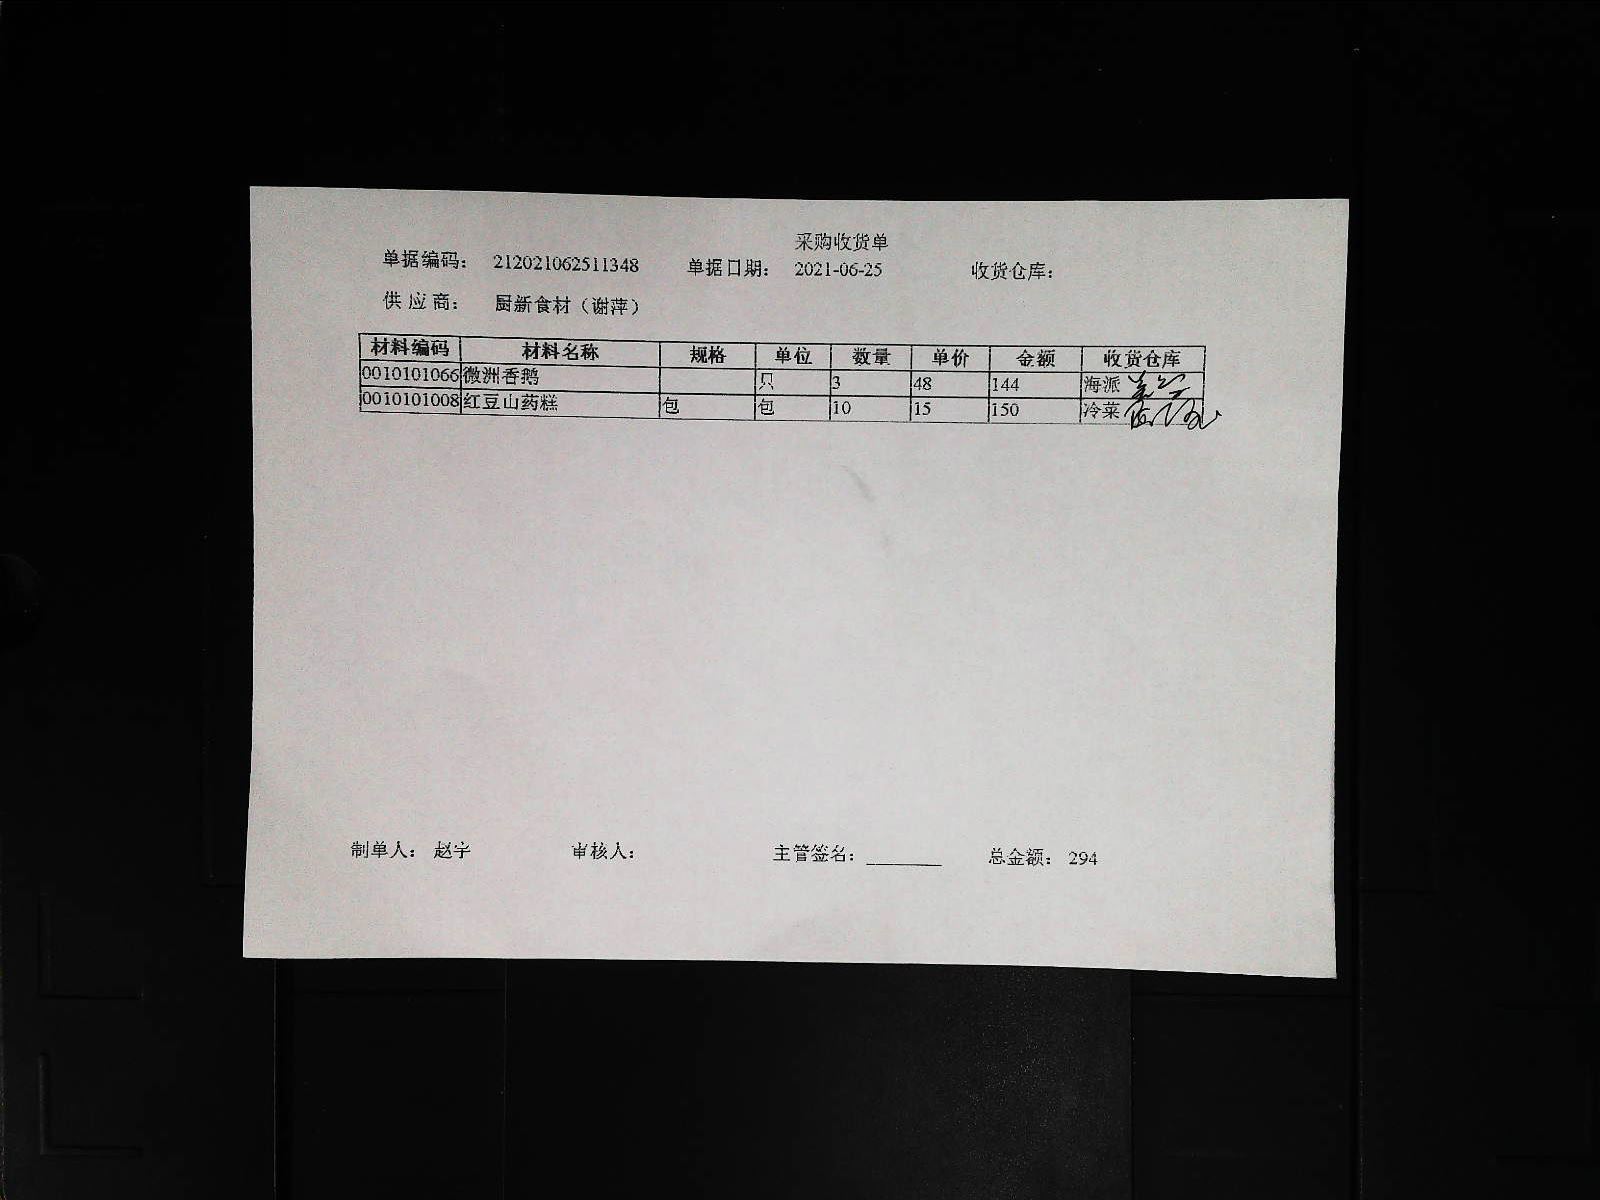 采购收货单
单据编码： 212021062511348 单据日期： 2021-06-25 收货仓库：
供应商： 厨新食材（谢萍）
材料编码 材料名称 规格 单位 数量 单价 金额 收货仓库
0010101066 微洲香鹅 只 3 48 144 海派
0010101008 红豆山药糕 包 包 10 15 150 冷菜
制单人： 赵宇 审核人： 主管签名： 总金额： 294